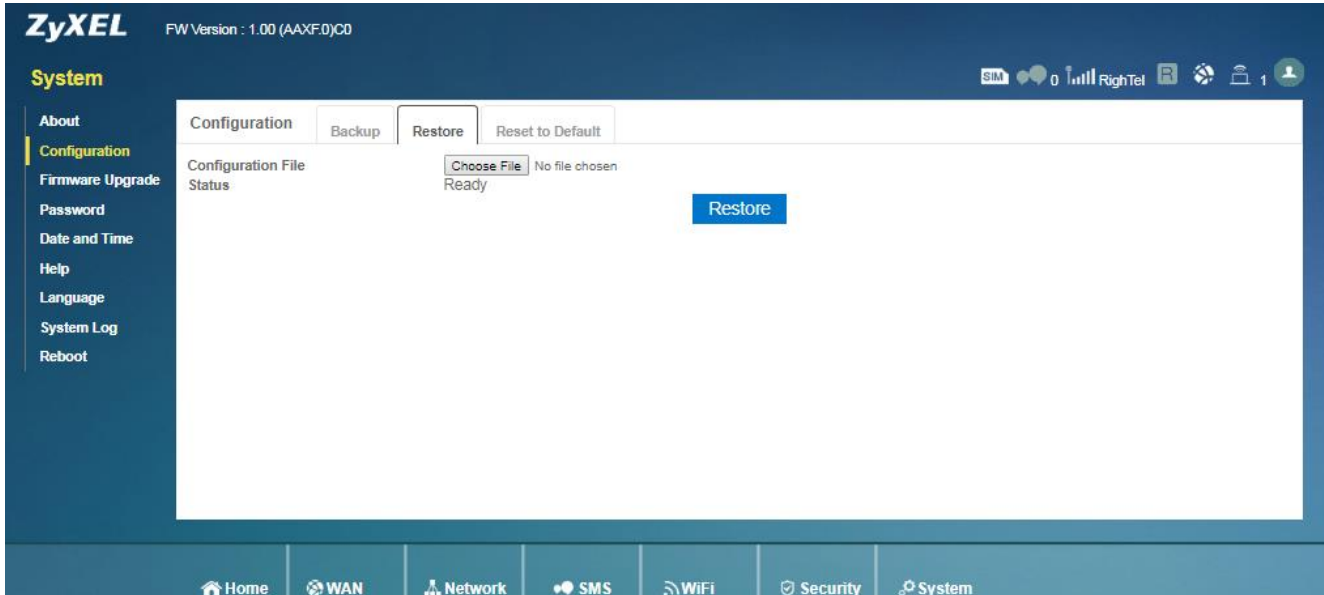 ZyXEL FW Version : 1.00 (AAXF.0)C0
System
SIM 0 RighTel R 1
About
Configuration
Firmware Upgrade
Password
Date and Time
Help
Language
System Log
Reboot
Configuration Backup Restore Reset to Default
Configuration File Choose File No file chosen
Status Ready
Restore
Home WAN Network SMS WiFi Security System